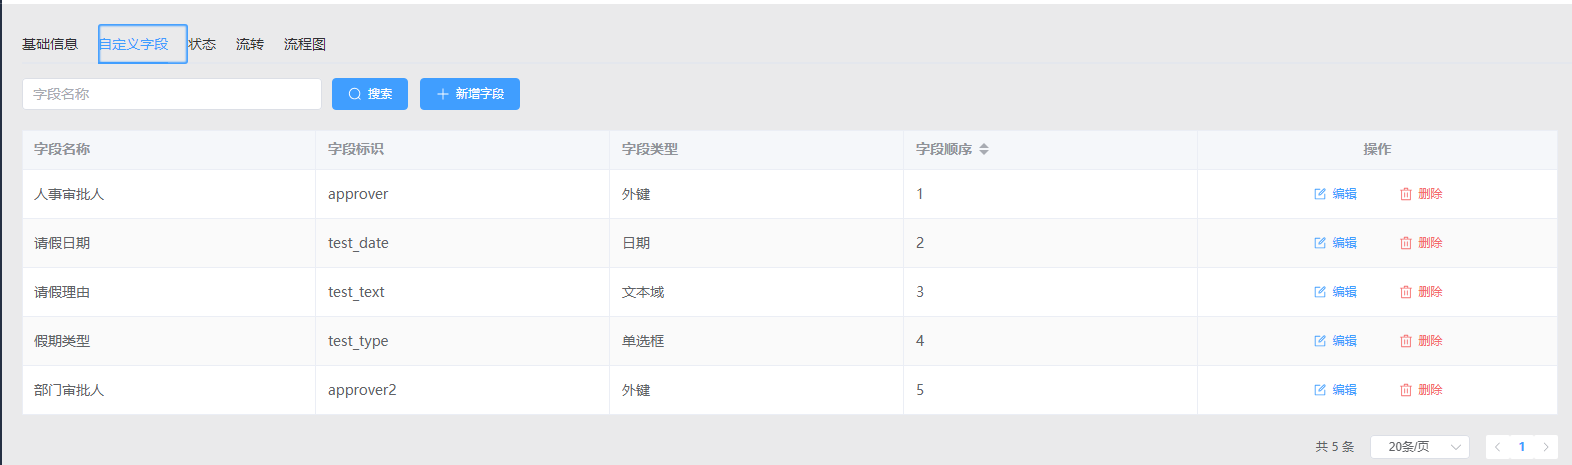 基础信息 自定义字段 状态 流转 流程图
字段名称 搜索 新增字段
字段名称 字段标识 字段类型 字段顺序 操作
人事审批人 approver 外键 1 编辑 删除
请假日期 test_date 日期 2 编辑 删除
请假理由 test_text 文本域 3 编辑 删除
假期类型 test_type 单选框 4 编辑 删除
部门审批人 approver2 外键 5 编辑 删除
共 5 条 20条/页 1